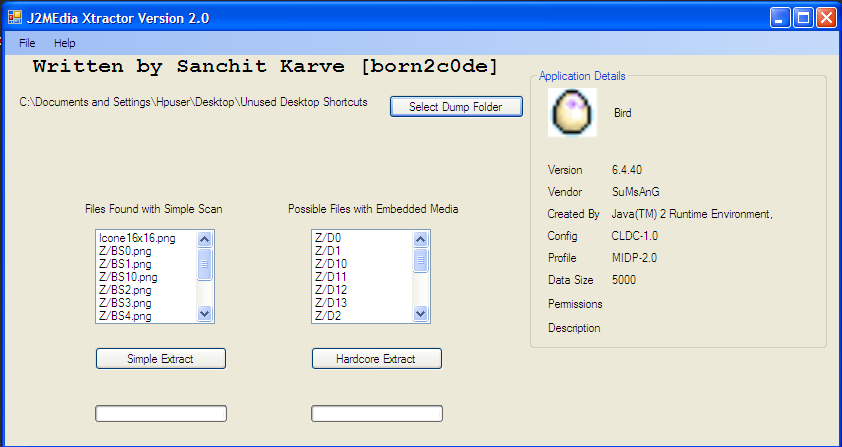 J2MEdia Xtractor Version 2.0
File Help
Written by Sanchit Karve [born2c0de]
C:\Documents and Settings\Hpuser\Desktop\Unused Desktop Shortcuts
Select Dump Folder
Files Found with Simple Scan
Icone16x16.png
Z/BS0.png
Z/BS1.png
Z/BS10.png
Z/BS2.png
Z/BS3.png
Z/BS4.png
Simple Extract
Possible Files with Embedded Media
Z/D0
Z/D1
Z/D10
Z/D11
Z/D12
Z/D13
Z/D2
Hardcore Extract
Application Details
Bird
Version 6.4.40
Vendor SuMsAnG
Created By Java(TM) 2 Runtime Environment,
Config CLDC-1.0
Profile MIDP-2.0
Data Size 5000
Permissions
Description